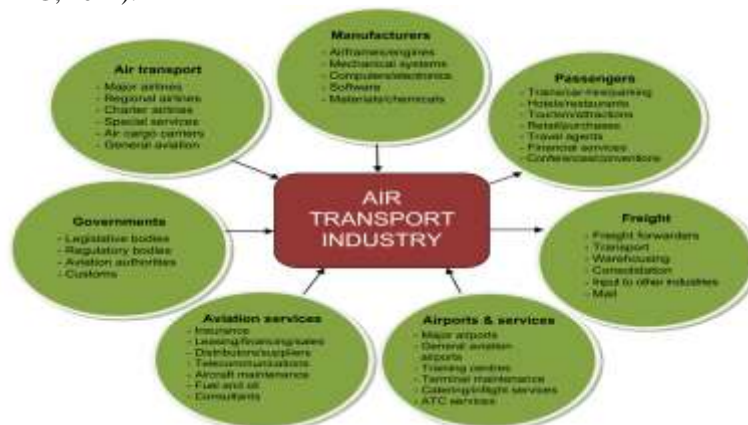 Manufacturers
- Airframes/engines
- Mechanical systems
- Computers/electronics
- Software
- Materials/chemicals
Air transport
- Major airlines
- Regional airlines
- Charter airlines
- Special services
- Air cargo carriers
- General aviation
Passengers
- Hotels/restaurants
- Tourism/attractions
- Retail/purchases
- Travel agents
- Financial services
- Conferences/conventions
AIR
TRANSPORT
INDUSTRY
Governments
- Legislative bodies
- Regulatory bodies
- Aviation authorities
- Customs
Freight
- Freight forwarders
- Transport
- Warehousing
- Consolidation
- Input to other industries
- Mail
Aviation services
- Insurance
- Leasing/financing/sales
- Distributors/suppliers
- Telecommunications
- Aircraft maintenance
- Fuel and oil
- Consultants
Airports & services
- Major airports
- General aviation
airports
- Training centres
- Terminal maintenance
- Catering/inflight services
- ATC services